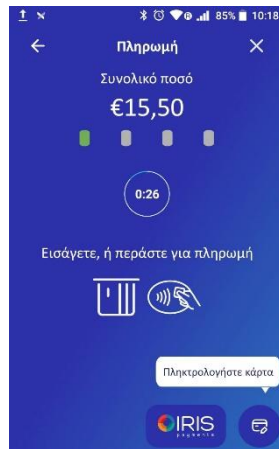 85% 10:18
Πληρωμή
Συνολικό ποσό
€15,50
0:26
Εισάγετε, ή περάστε για πληρωμή
Πληκτρολογήστε κάρτα
IRIS
payments